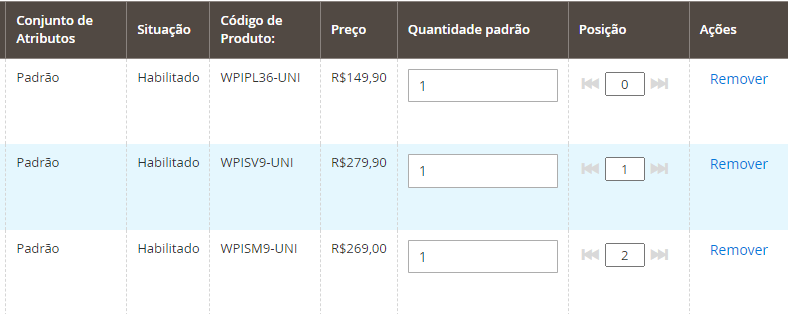 Conjunto de Atributos Situação Código de Produto: Preço Quantidade padrão Posição Ações
Padrão Habilitado WPIPL36-UNI R$149,90 1 0 Remover
Padrão Habilitado WPISV9-UNI R$279,90 1 1 Remover
Padrão Habilitado WPISM9-UNI R$269,00 1 2 Remover